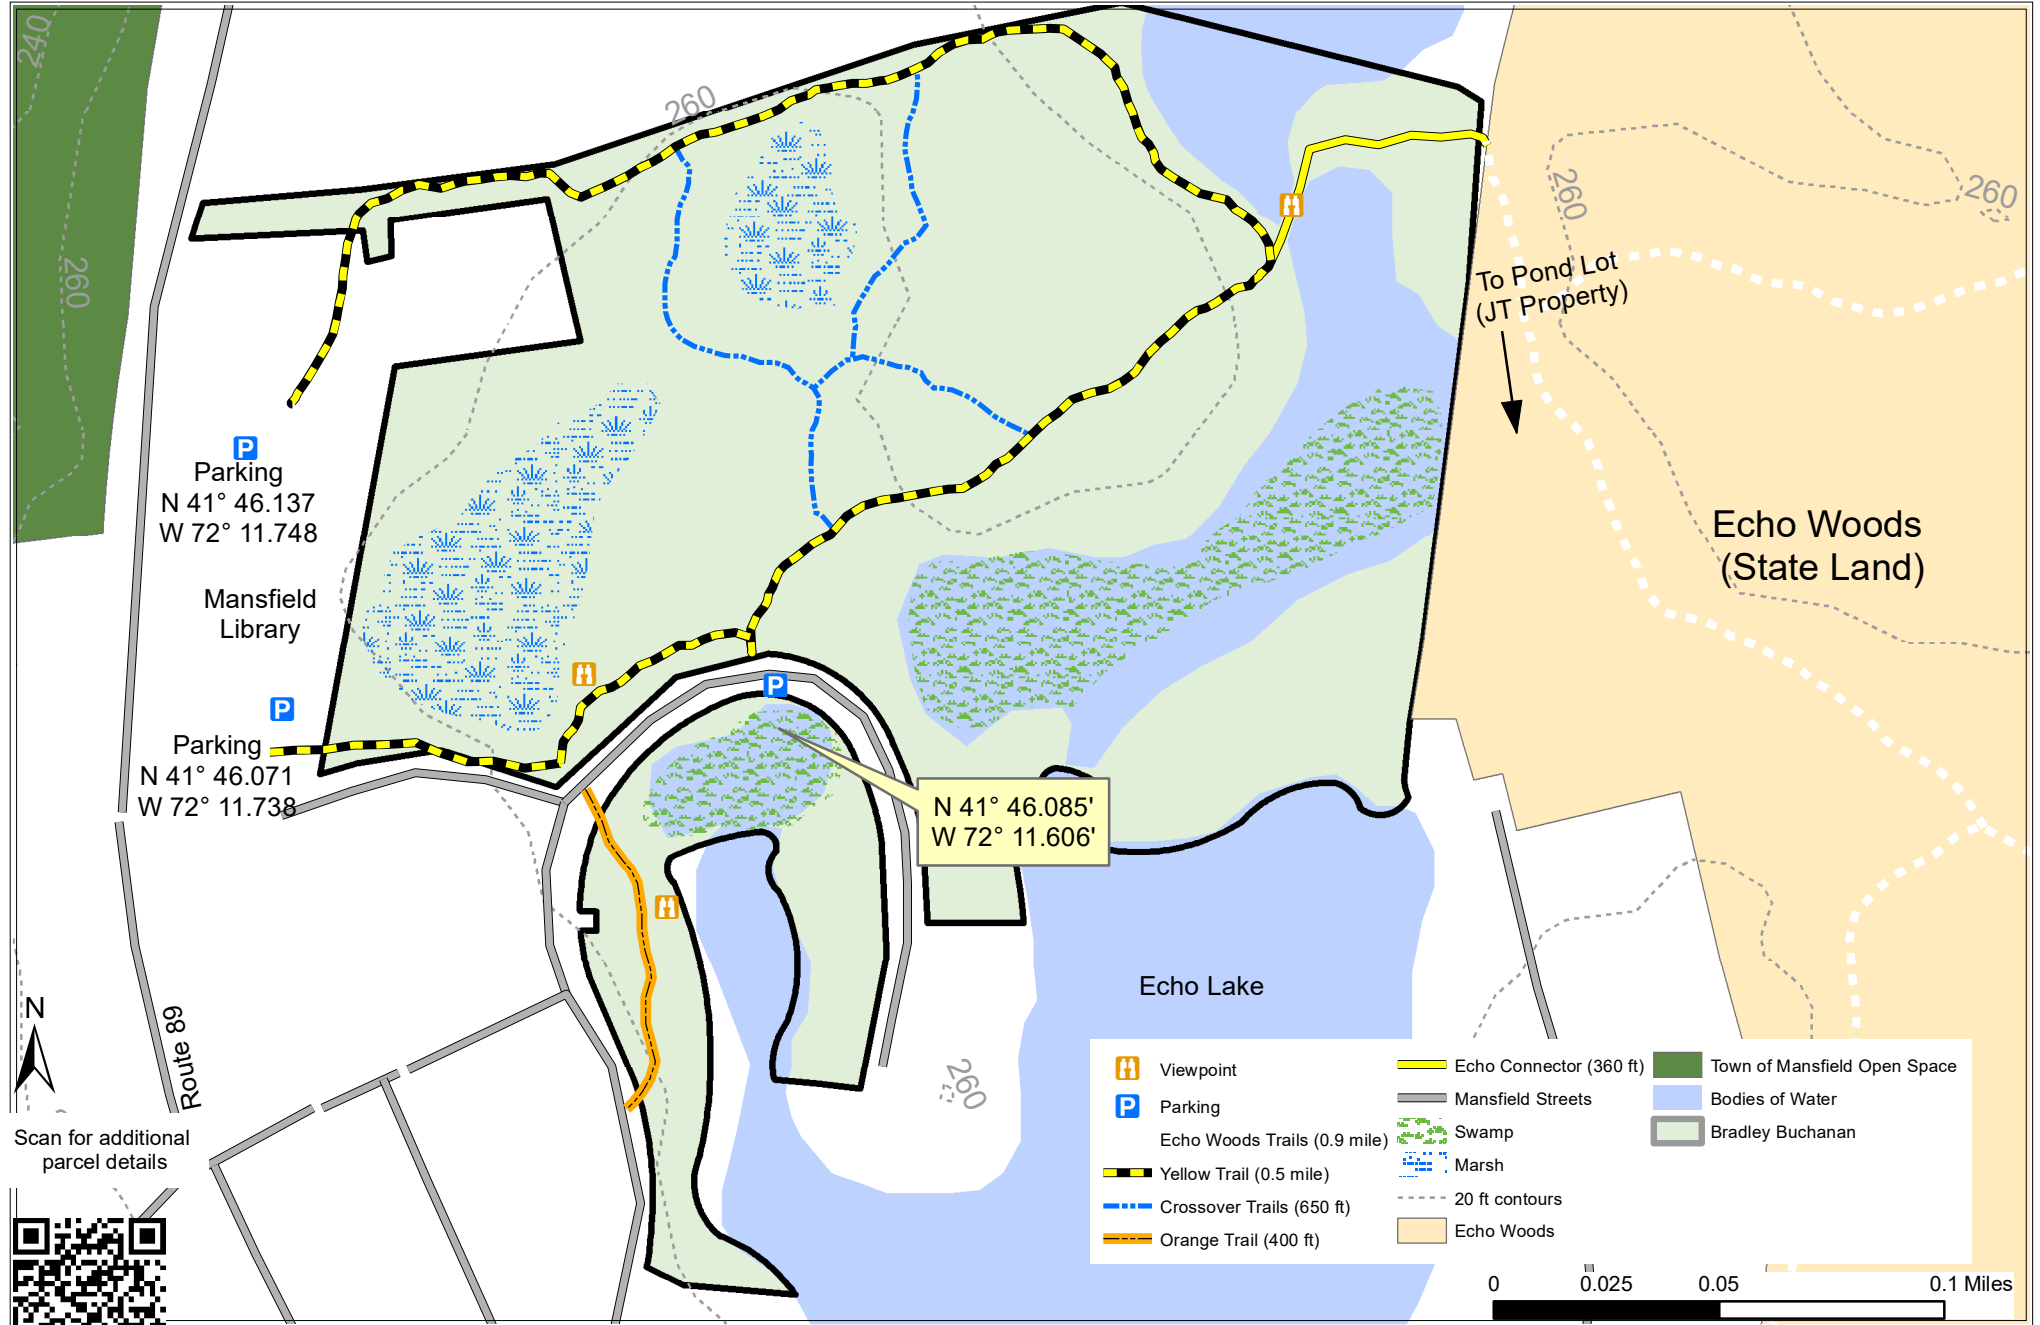 240
260
260
260
260
To Pond Lot
(JT Property)
P
Parking
N 41° 46.137
W 72° 11.748
Echo Woods
(State Land)
Mansfield
Library
P
P
Parking
N 41° 46.071
W 72° 11.738
N 41° 46.085'
W 72° 11.606'
Echo Lake
N
Route 89
260
Scan for additional
parcel details
Viewpoint
P Parking
Echo Woods Trails (0.9 mile)
Yellow Trail (0.5 mile)
Crossover Trails (650 ft)
Orange Trail (400 ft)
Echo Connector (360 ft)
Mansfield Streets
Swamp
Marsh
20 ft contours
Echo Woods
Town of Mansfield Open Space
Bodies of Water
Bradley Buchanan
0 0.025 0.05 0.1 Miles